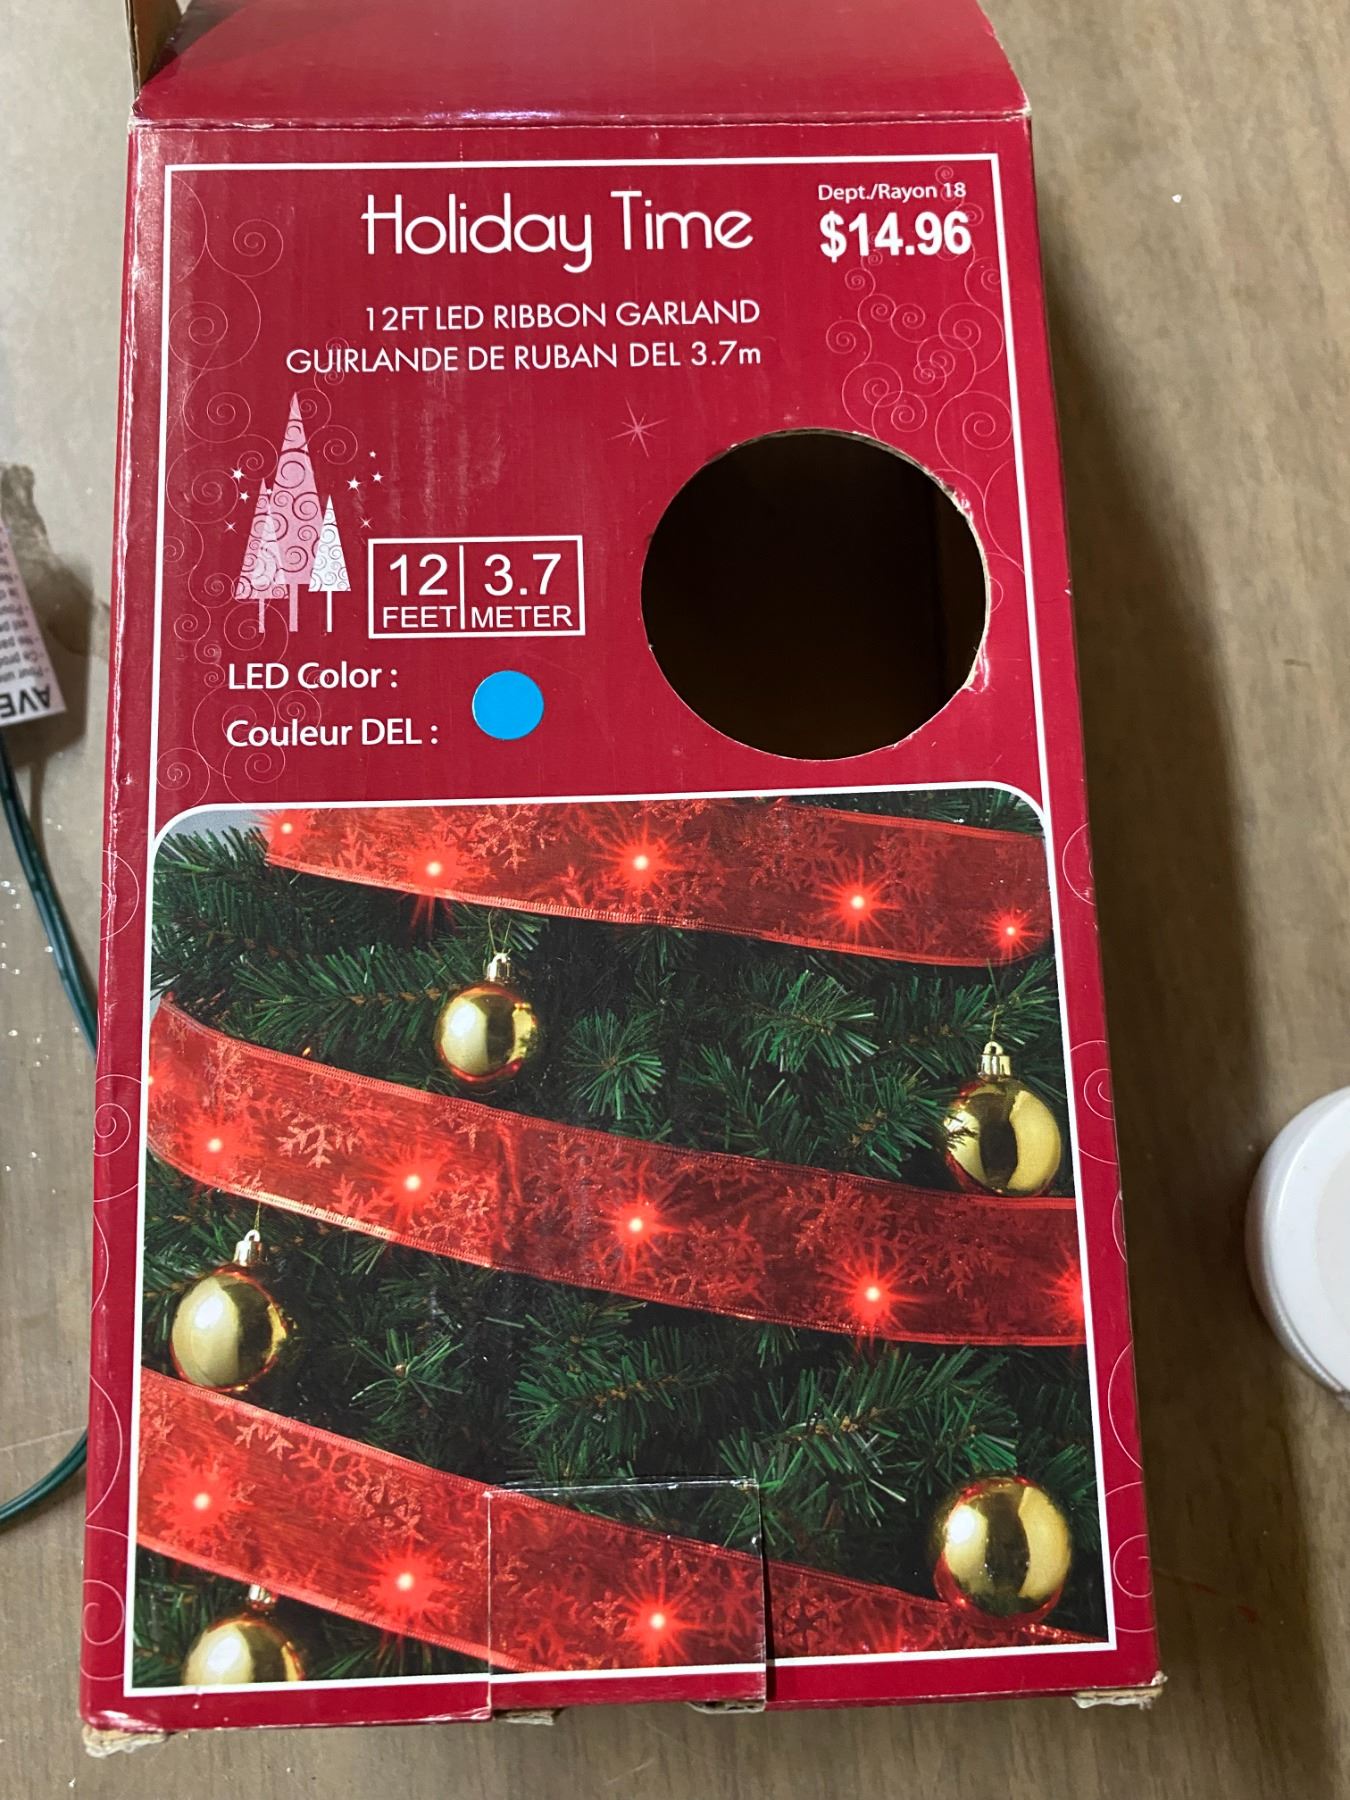 Holiday Time
Dept./Rayon 18
$14.96
12FT LED RIBBON GARLAND
GUIRLANDE DE RUBAN DEL 3.7m
12 FEET
3.7 METER
LED Color :
Couleur DEL :
AVE